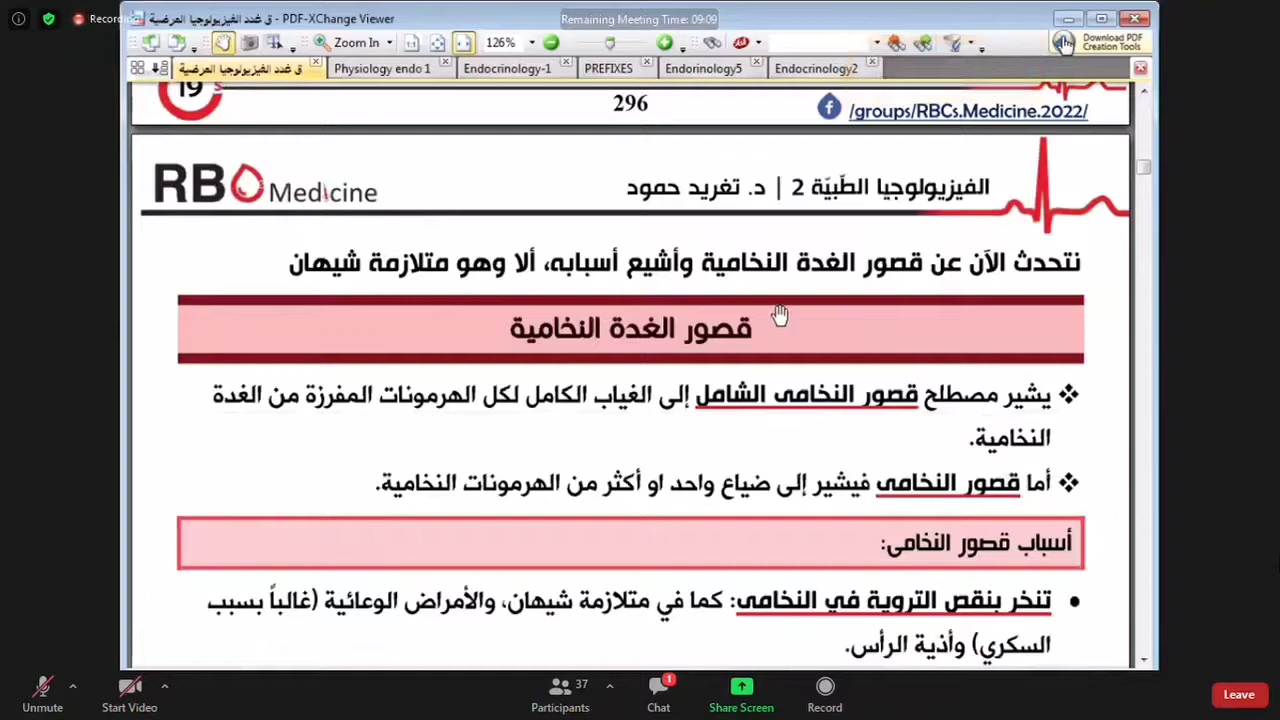 Recording
ق غدد الفيزيولوجيا المرضية - PDF-XChange Viewer
Remaining Meeting Time: 09:09
Zoom In
126%
Download PDF
Creation Tools
ق غدد الفيزيولوجيا المرضية
Physiology endo 1
Endocrinology-1
PREFIXES
Endorinology5
Endocrinology2
19
296
/groups/RBCs.Medicine.2022/
RB Medicine
الفيزيولوجيا الطبّيّة 2 | د. تغريد حمود
نتحدث الآن عن قصور الغدة النخامية وأشيع أسبابه، ألا وهو متلازمة شيهان
قصور الغدة النخامية
يشير مصطلح قصور النخامى الشامل إلى الغياب الكامل لكل الهرمونات المفرزة من الغدة
النخامية.
أما قصور النخامى فيشير إلى ضياع واحد او أكثر من الهرمونات النخامية.
أسباب قصور النخامى:
تنخر بنقص التروية في النخامى: كما في متلازمة شيهان، والأمراض الوعائية (غالباً بسبب
السكري) وأذية الرأس.
Unmute
Start Video
37
Participants
1
Chat
Share Screen
Record
Leave